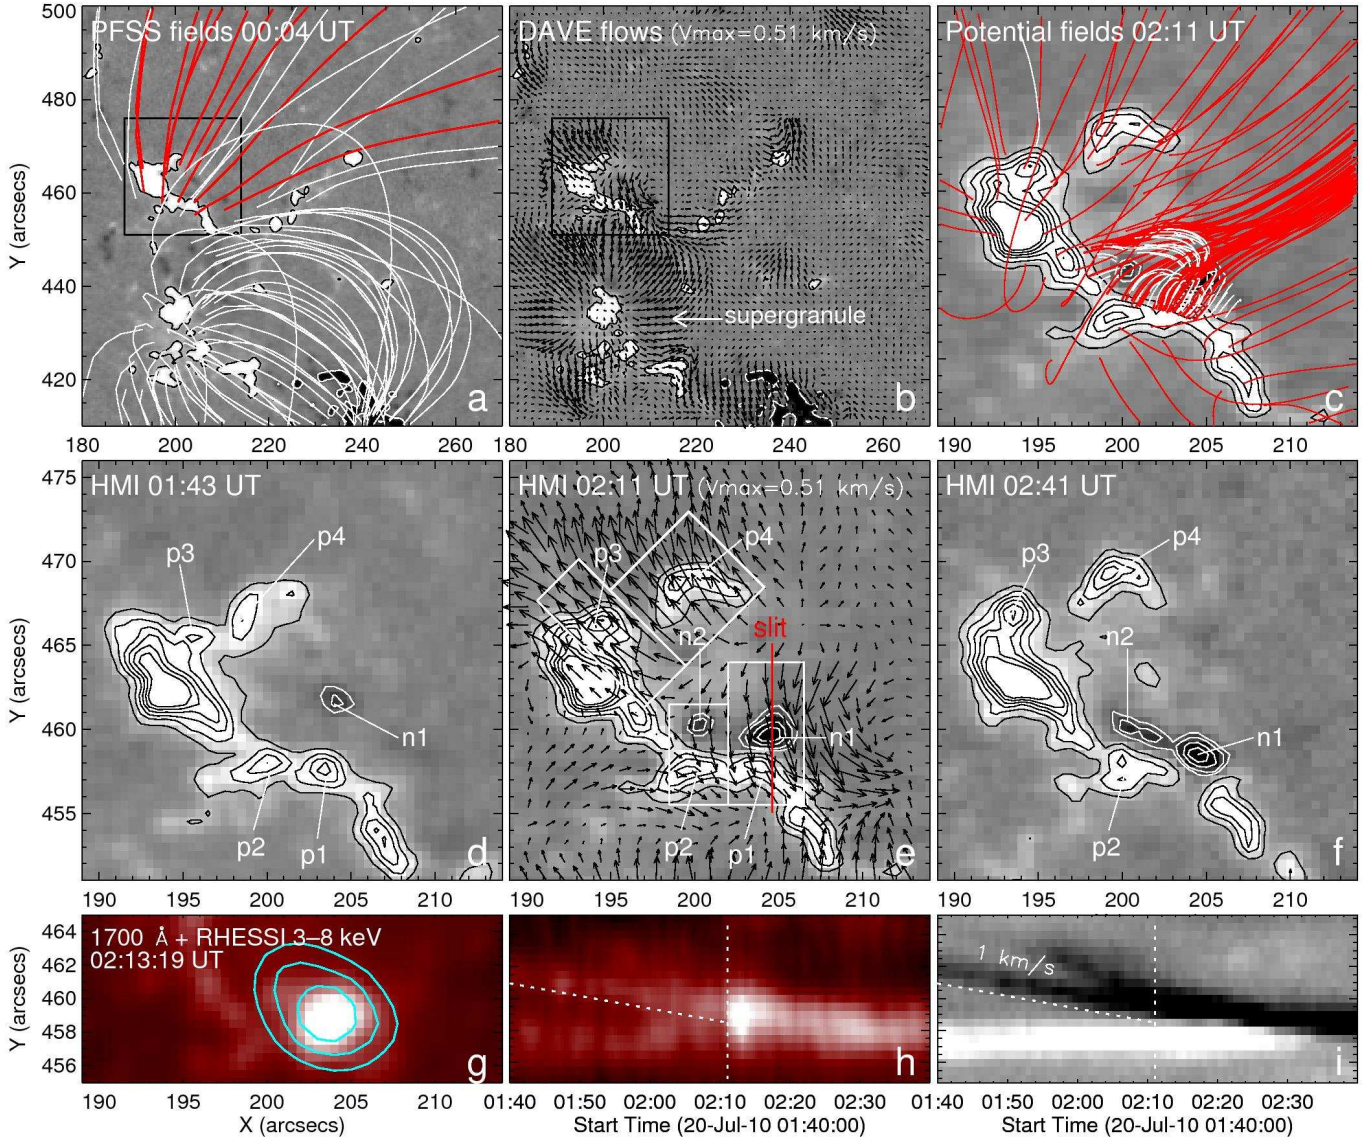 PFSS fields 00:04 UT
DAVE flows (Vmax=0.51 km/s)
Potential fields 02:11 UT
500
480
460
440
420
Y (arcsecs)
supergranule
a
b
c
180 200 220 240 260
200 220 240 260
190 195 200 205 210
HMI 01:43 UT
HMI 02:11 UT (Vmax=0.51 km/s)
HMI 02:41 UT
475
470
465
460
455
Y (arcsecs)
p3
p4
n1
p2
p1
d
p3
p4
n2
slit
n1
p2
p1
e
p3
p4
n2
n1
p2
f
190 195 200 205 210
190 195 200 205 210
190 195 200 205 210
1700 Å + RHESSI 3–8 keV
02:13:19 UT
464
462
460
458
456
Y (arcsecs)
1 km/s
g
h
i
190 195 200 205 210
X (arcsecs)
01:40 01:50 02:00 02:10 02:20 02:30
Start Time (20-Jul-10 01:40:00)
01:40 01:50 02:00 02:10 02:20 02:30
Start Time (20-Jul-10 01:40:00)